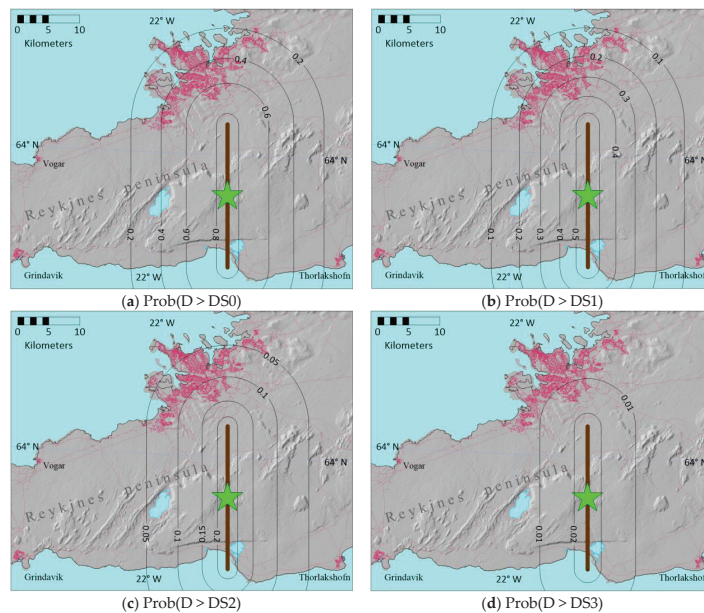 22° W
0 5 10
Kilometers
0.2
0.4
0.6
64° N
Vogar
64° N
Reykjnes peninsula
0.2
0.4
0.6
0.8
Grindavik
22° W
Thorlakshofn
(a) Prob(D > DS0)
22° W
0 5 10
Kilometers
0.1
0.2
0.3
0.4
64° N
Vogar
64° N
Reykjnes peninsula
0.1
0.2
0.3
0.4
0.5
Grindavik
22° W
Thorlakshofn
(b) Prob(D > DS1)
22° W
0 5 10
Kilometers
0.05
0.1
64° N
Vogar
64° N
Reykjnes peninsula
0.05
0.1
0.15
0.2
Grindavik
22° W
Thorlakshofn
(c) Prob(D > DS2)
22° W
0 5 10
Kilometers
0.01
64° N
Vogar
64° N
Reykjnes peninsula
0.01
0.02
Grindavik
22° W
Thorlakshofn
(d) Prob(D > DS3)